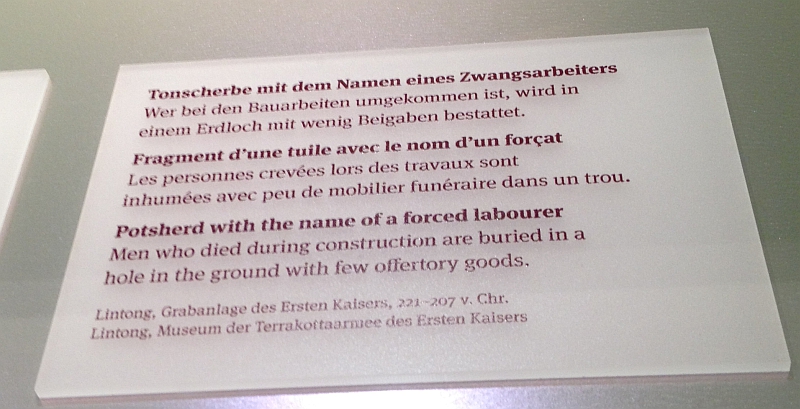 Tonscherbe mit dem Namen eines Zwangsarbeiters
Wer bei den Bauarbeiten umgekommen ist, wird in
einem Erdloch mit wenig Beigaben bestattet.
Fragment d'une tuile avec le nom d'un forçat
Les personnes crevées lors des travaux sont
inhumées avec peu de mobilier funéraire dans un trou.
Potsherd with the name of a forced labourer
Men who died during construction are buried in a
hole in the ground with few offertory goods.
Lintong, Grabanlage des Ersten Kaisers, 221–207 v. Chr.
Lintong, Museum der Terrakottaarmee des Ersten Kaisers